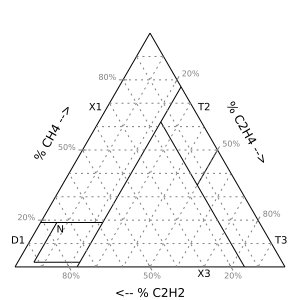 80%
20%
X1
T2
% CH4 -->
% C2H4 -->
50%
50%
20%
80%
N
D1
T3
80%
50%
X3
20%
<-- % C2H2